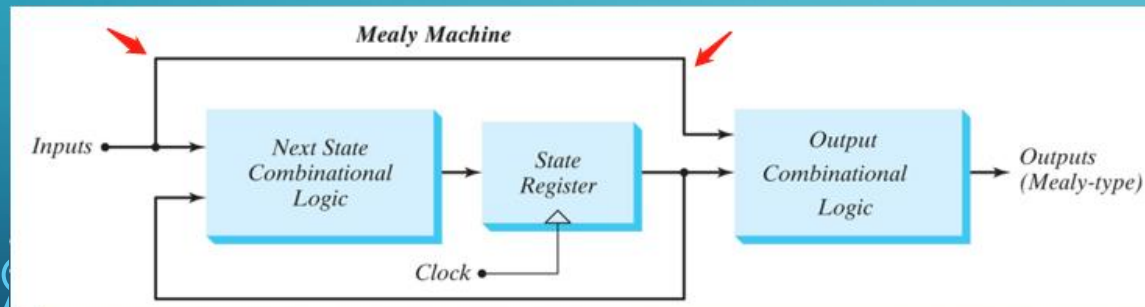 Mealy Machine
Inputs
Next State
Combinational
Logic
State
Register
Output
Combinational
Logic
Outputs
(Mealy-type)
Clock